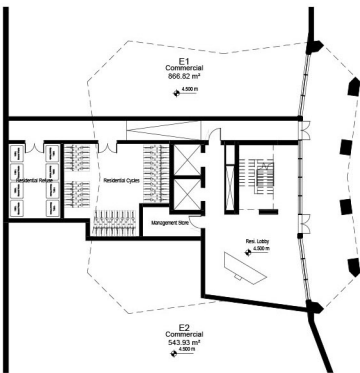 E1
Commercial
866.82 m²
4.500 m
Residential Refuse
Residential Cycles
Management Store
Resi. Lobby
4.500 m
E2
Commercial
543.93 m²
4.500 m